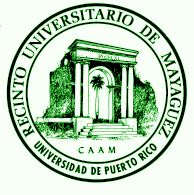 RECINTO UNIVERSITARIO DE MAYAGUEZ
CAAM
UNIVERSIDAD DE PUERTO RICO